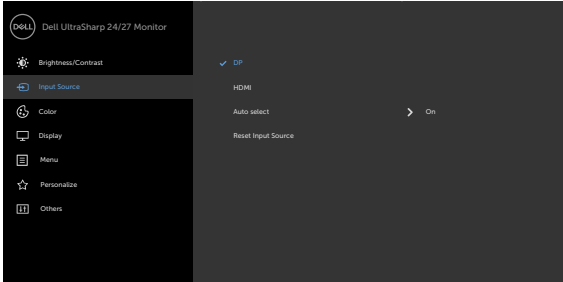 DELL
Dell UltraSharp 24/27 Monitor
Brightness/Contrast
Input Source
Color
Display
Menu
Personalize
Others
DP
HDMI
Auto select
On
Reset Input Source